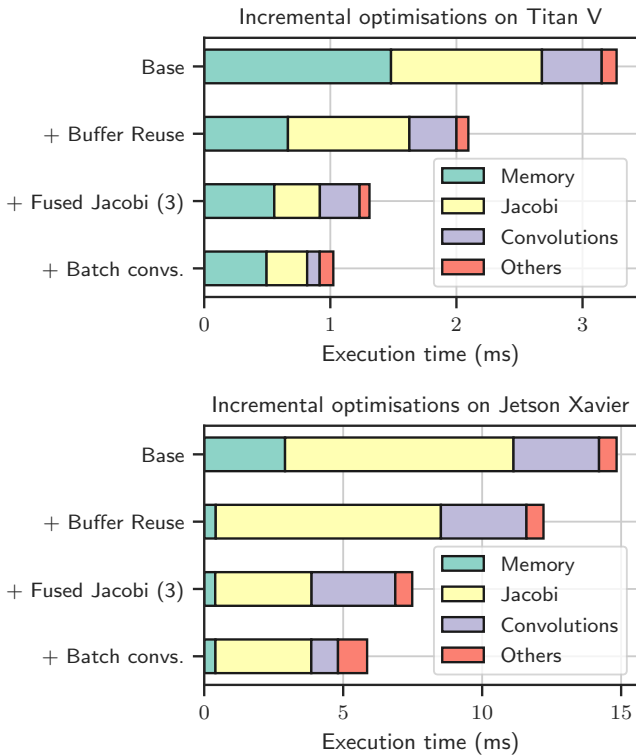 Incremental optimisations on Titan V
Base
+ Buffer Reuse
+ Fused Jacobi (3)
+ Batch convs.
Memory
Jacobi
Convolutions
Others
0 1 2 3
Execution time (ms)
Incremental optimisations on Jetson Xavier
Base
+ Buffer Reuse
+ Fused Jacobi (3)
+ Batch convs.
Memory
Jacobi
Convolutions
Others
0 5 10 15
Execution time (ms)